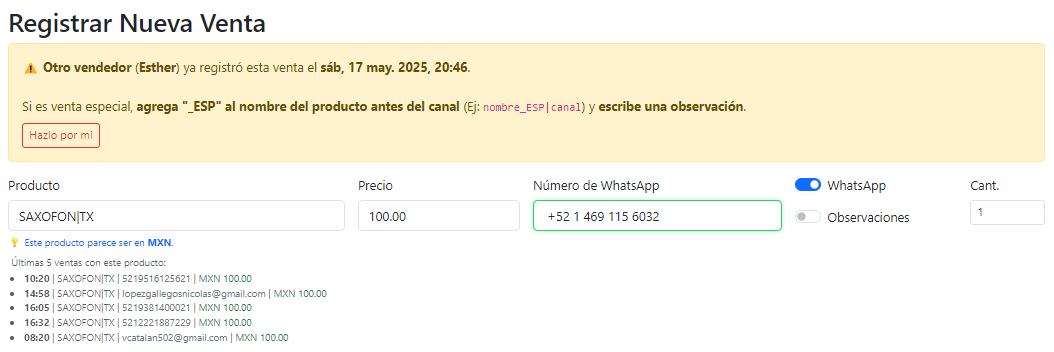 Registrar Nueva Venta
⚠️ Otro vendedor (Esther) ya registró esta venta el sáb, 17 may. 2025, 20:46.
Si es venta especial, agrega "_ESP" al nombre del producto antes del canal (Ej: nombre_ESP|canal) y escribe una observación.
Hazlo por mi
Producto Precio Número de WhatsApp WhatsApp Cant.
SAXOFON|TX 100.00 +52 1 469 115 6032 Observaciones 1
💡 Este producto parece ser en MXN.
Últimas 5 ventas con este producto:
• 10:20 | SAXOFON|TX | 5219516125621 | MXN 100.00
• 14:58 | SAXOFON|TX | lopezgallegosnicolas@gmail.com | MXN 100.00
• 16:05 | SAXOFON|TX | 5219381400021 | MXN 100.00
• 16:32 | SAXOFON|TX | 5212221887229 | MXN 100.00
• 08:20 | SAXOFON|TX | vcatalan502@gmail.com | MXN 100.00